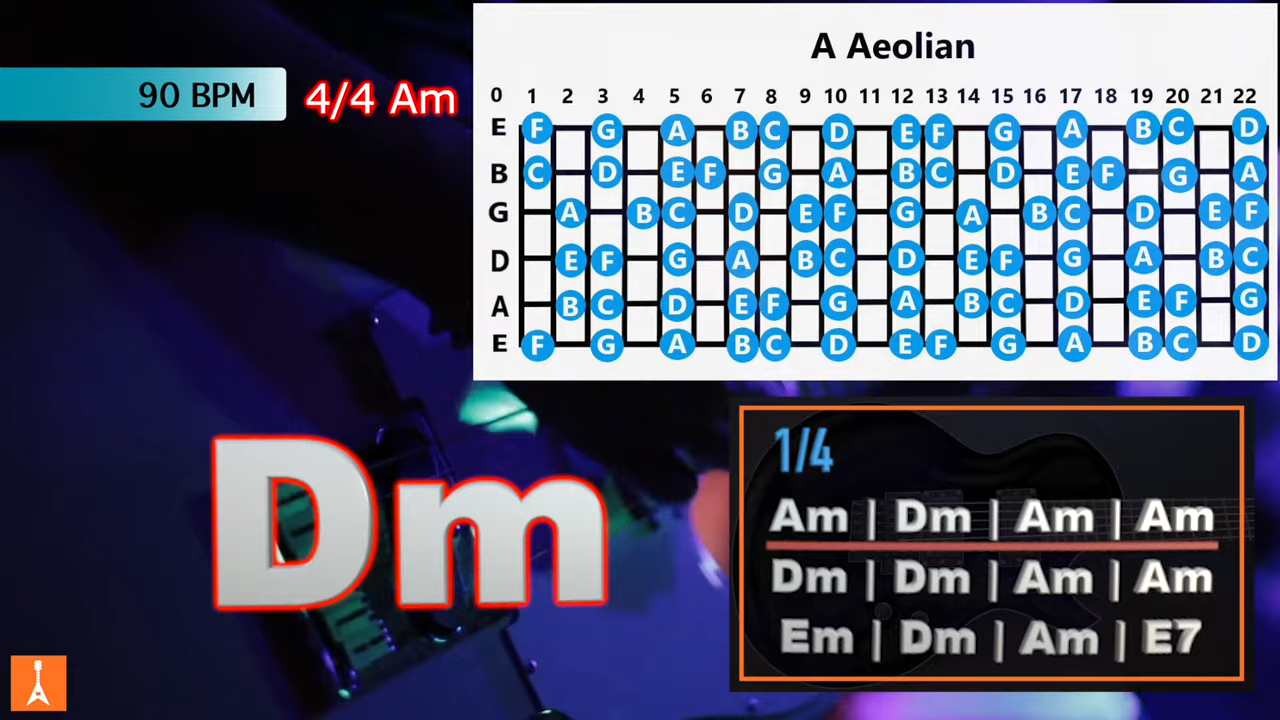 90 BPM
4/4 Am
A Aeolian
0 1 2 3 4 5 6 7 8 9 10 11 12 13 14 15 16 17 18 19 20 21 22
E F G A B C D E F G A B C D
B C D E F G A B C D E F G A
G A B C D E F G A B C D E F
D E F G A B C D E F G A B C
A B C D E F G A B C D E F G
E F G A B C D E F G A B C D
Dm
1/4
Am | Dm | Am | Am
Dm | Dm | Am | Am
Em | Dm | Am | E7